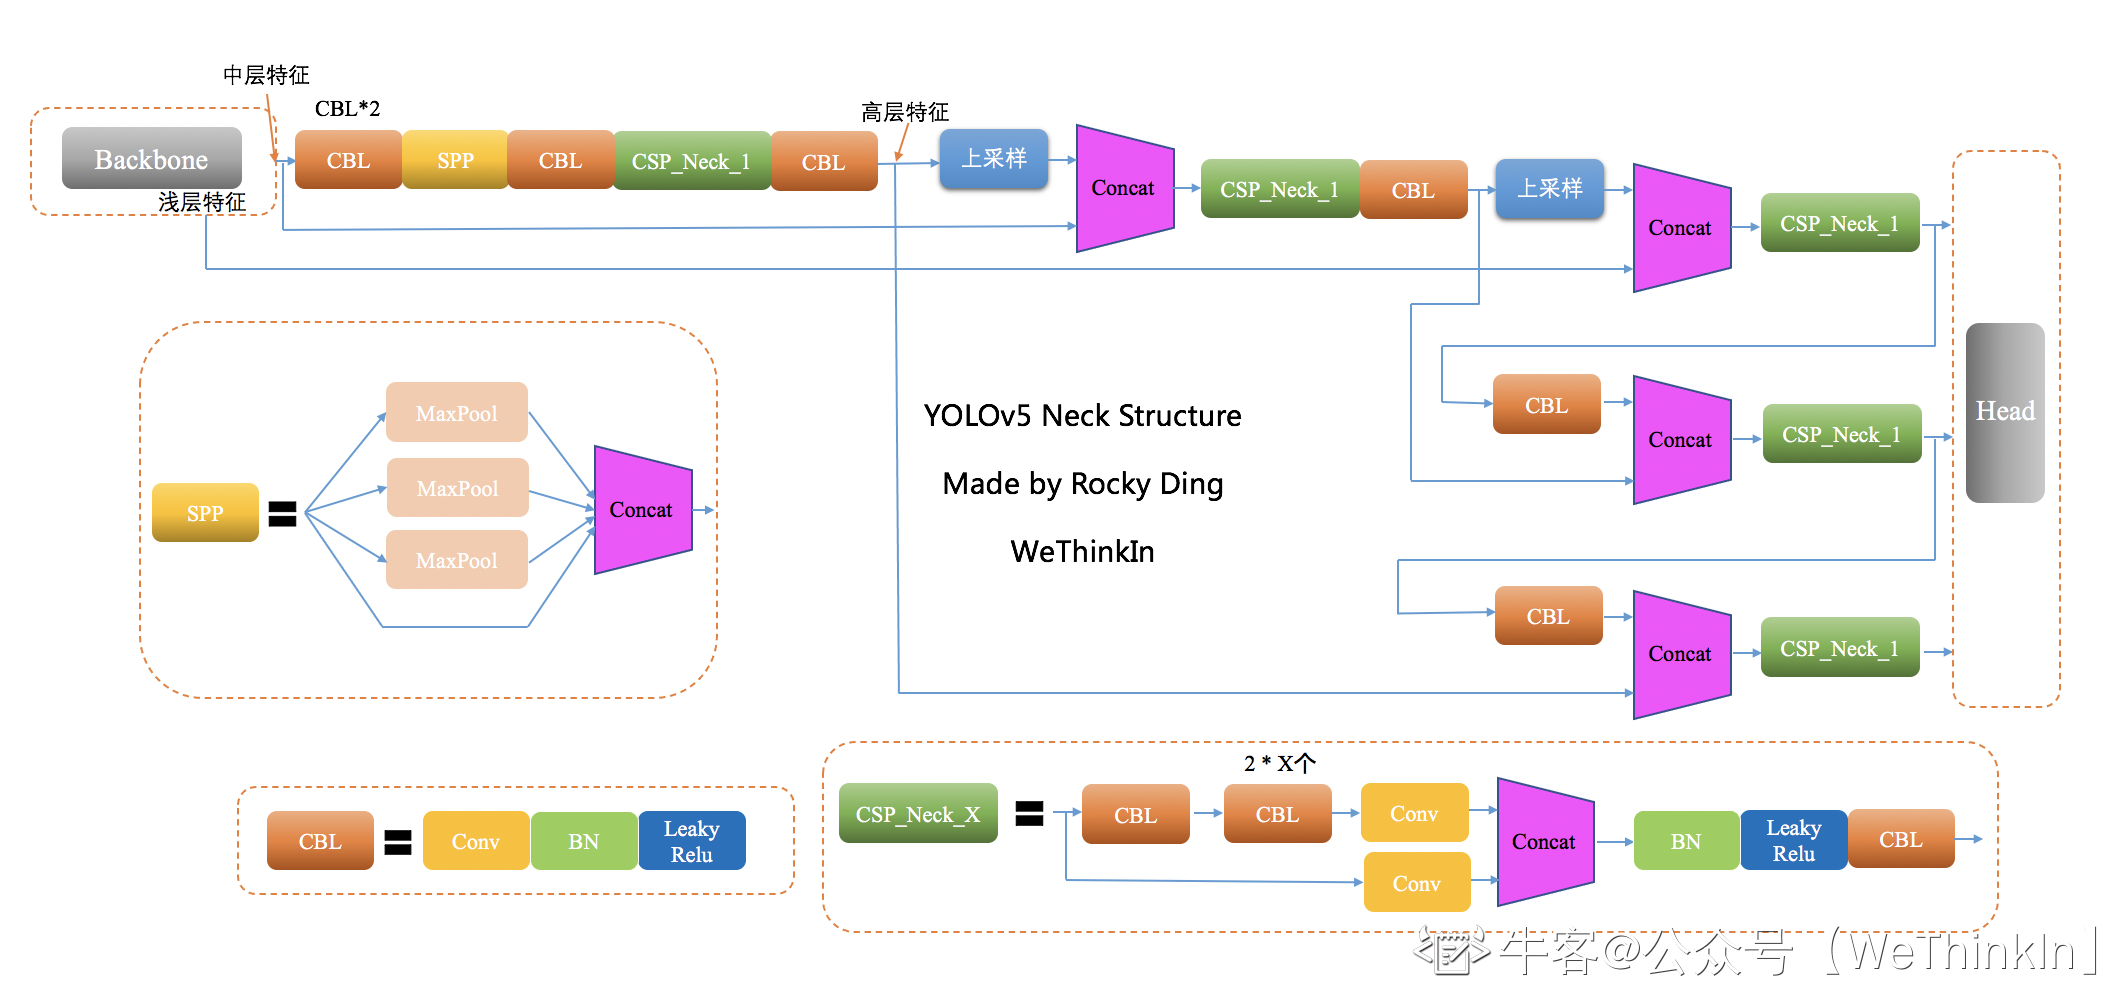 中层特征
CBL*2
高层特征
Backbone
浅层特征
CBL
SPP
CBL
CSP_Neck_1
CBL
上采样
Concat
CSP_Neck_1
CBL
上采样
Concat
CSP_Neck_1
CBL
Concat
CSP_Neck_1
Head
CBL
Concat
CSP_Neck_1
YOLOv5 Neck Structure
Made by Rocky Ding
WeThinkIn
SPP
MaxPool
MaxPool
MaxPool
Concat
CBL
Conv
BN
Leaky
Relu
2 * X个
CSP_Neck_X
CBL
CBL
Conv
Conv
Concat
BN
Leaky
Relu
CBL
牛客@公众号【WeThinkIn】